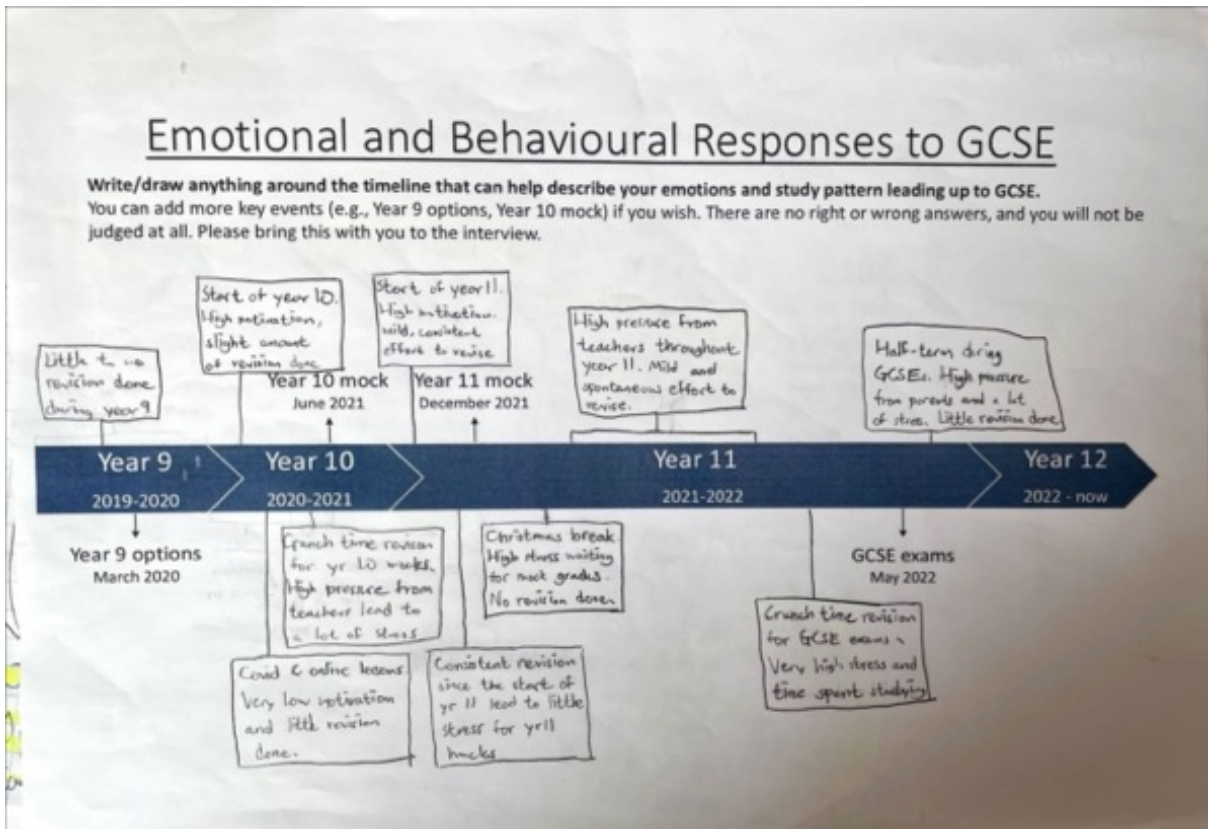 Emotional and Behavioural Responses to GCSE
Write/draw anything around the timeline that can help describe your emotions and study pattern leading up to GCSE.
You can add more key events (e.g., Year 9 options, Year 10 mock) if you wish. There are no right or wrong answers, and you will not be
judged at all. Please bring this with you to the interview.
Little to no
revision done
during year 9
Start of year 10.
High motivation,
slight amount
of revision done
Start of year 11.
High motivation.
mild, consistent
effort to revise
High pressure from
teachers throughout
year 11. Mild and
spontaneous effort to
revise.
Half-term during
GCSEs. High pressure
from parents and a lot
of stress. Little revision done
Year 10 mock
June 2021
Year 11 mock
December 2021
Year 9
2019-2020
Year 10
2020-2021
Year 11
2021-2022
Year 12
2022 - now
Year 9 options
March 2020
GCSE exams
May 2022
Crunch time revision
for yr 10 mocks.
High pressure from
teachers lead to
a lot of stress
Christmas break
High stress waiting
for mock grades.
No revision done.
Covid & online lessons
Very low motivation
and little revision
done.
Consistent revision
since the start of
yr 11 lead to little
stress for yr11
mocks
Crunch time revision
for GCSE exams.
Very high stress and
time spent studying